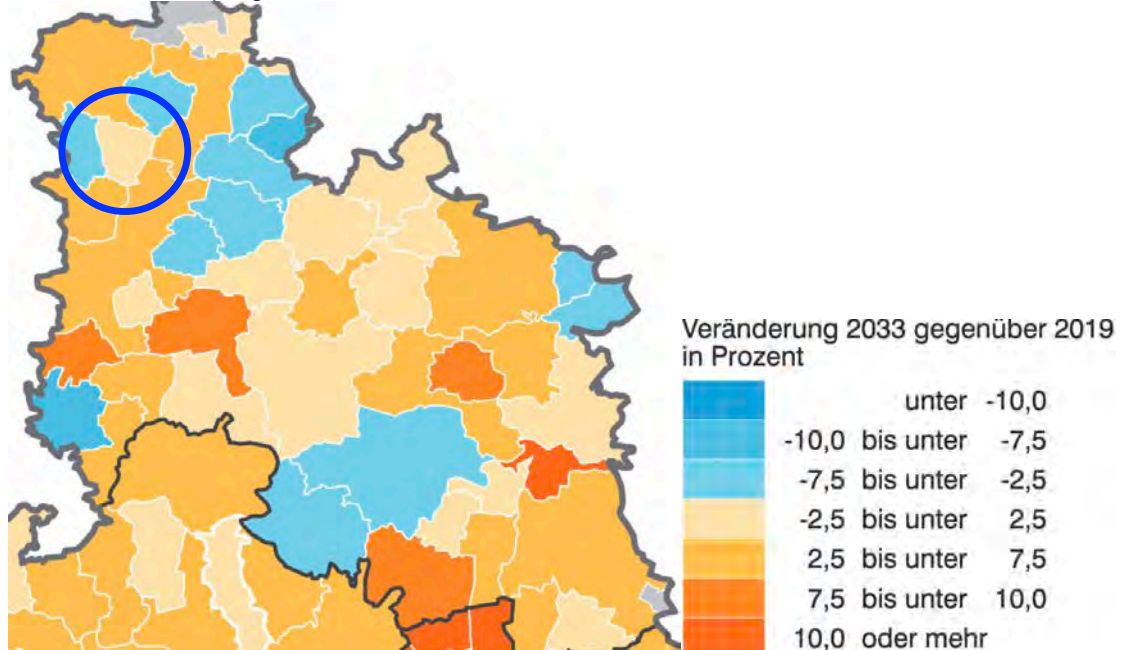 Veränderung 2033 gegenüber 2019
in Prozent
unter -10,0
-10,0 bis unter -7,5
-7,5 bis unter -2,5
-2,5 bis unter 2,5
2,5 bis unter 7,5
7,5 bis unter 10,0
10,0 oder mehr